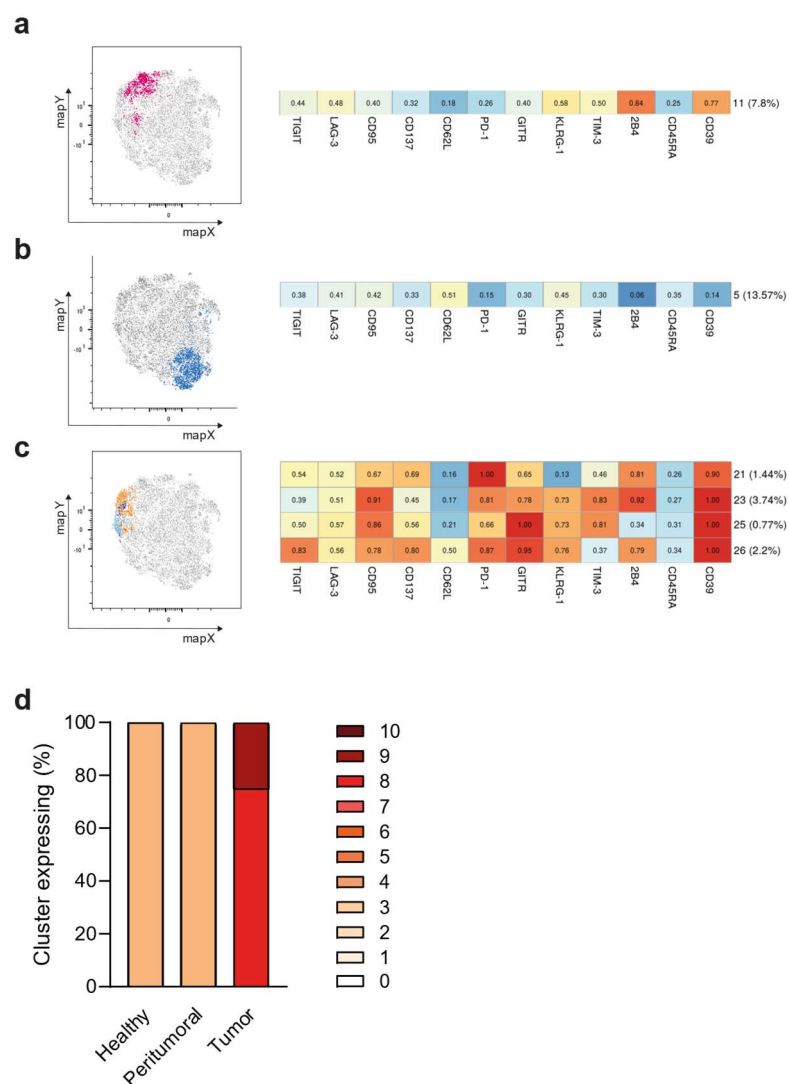 a
mapY
10¹
0
-10¹
0
mapX
0.44 0.48 0.40 0.32 0.18 0.26 0.40 0.58 0.50 0.84 0.25 0.77 11 (7.8%)
TIGIT LAG-3 CD95 CD137 CD62L PD-1 GITR KLRG-1 TIM-3 2B4 CD45RA CD39
b
mapY
10¹
0
-10¹
0
mapX
0.38 0.41 0.42 0.33 0.51 0.15 0.30 0.45 0.30 0.06 0.35 0.14 5 (13.57%)
TIGIT LAG-3 CD95 CD137 CD62L PD-1 GITR KLRG-1 TIM-3 2B4 CD45RA CD39
c
mapY
10¹
0
-10¹
0
mapX
0.54 0.52 0.67 0.69 0.16 1.00 0.65 0.13 0.46 0.81 0.26 0.90 21 (1.44%)
0.39 0.51 0.91 0.45 0.17 0.81 0.78 0.73 0.83 0.92 0.27 1.00 23 (3.74%)
0.50 0.57 0.86 0.56 0.21 0.66 1.00 0.73 0.81 0.34 0.31 1.00 25 (0.77%)
0.83 0.56 0.78 0.80 0.50 0.87 0.95 0.76 0.37 0.79 0.34 1.00 26 (2.2%)
TIGIT LAG-3 CD95 CD137 CD62L PD-1 GITR KLRG-1 TIM-3 2B4 CD45RA CD39
d
Cluster expressing (%)
100
80
60
40
20
0
Healthy
Peritumoral
Tumor
10
9
8
7
6
5
4
3
2
1
0